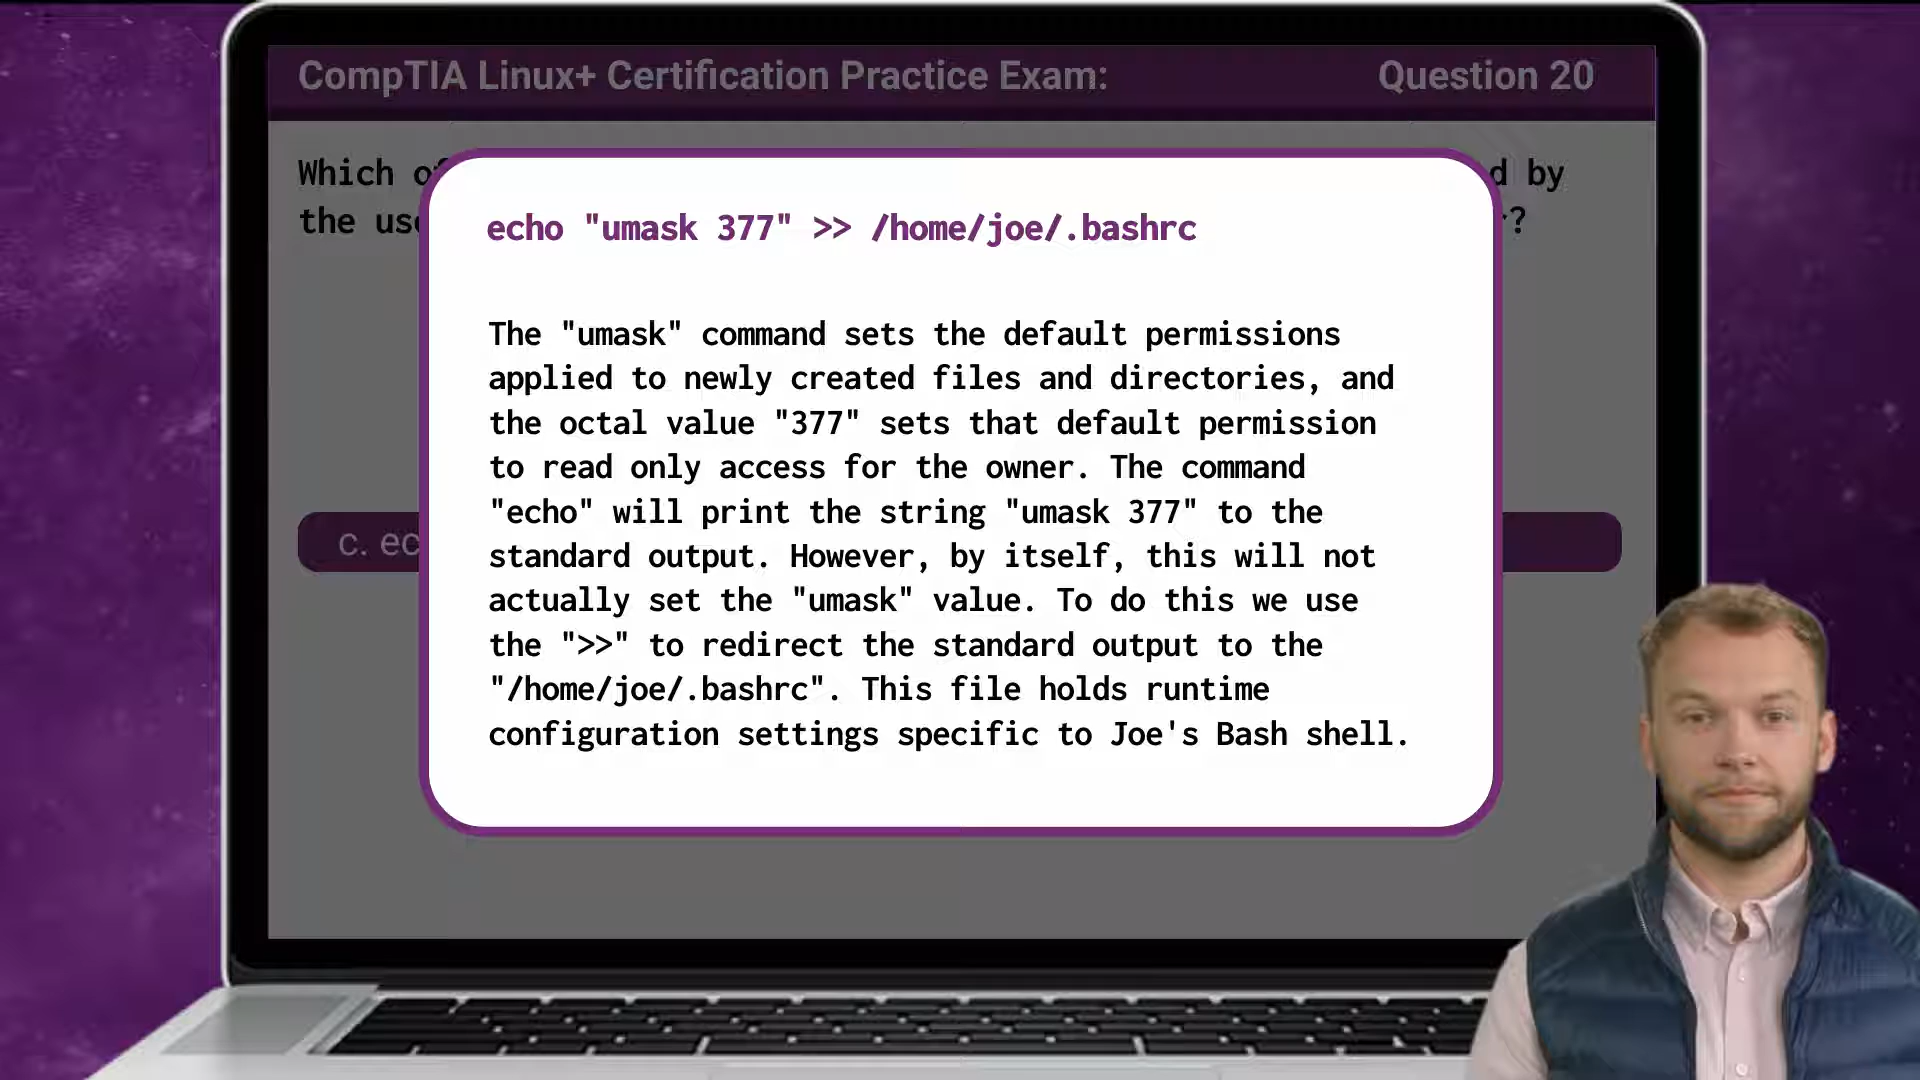 CompTIA Linux+ Certification Practice Exam: Question 20
Which d by
the ?
echo "umask 377" >> /home/joe/.bashrc
The "umask" command sets the default permissions
applied to newly created files and directories, and
the octal value "377" sets that default permission
to read only access for the owner. The command
"echo" will print the string "umask 377" to the
standard output. However, by itself, this will not
actually set the "umask" value. To do this we use
the ">>" to redirect the standard output to the
"/home/joe/.bashrc". This file holds runtime
configuration settings specific to Joe's Bash shell.
c. ec